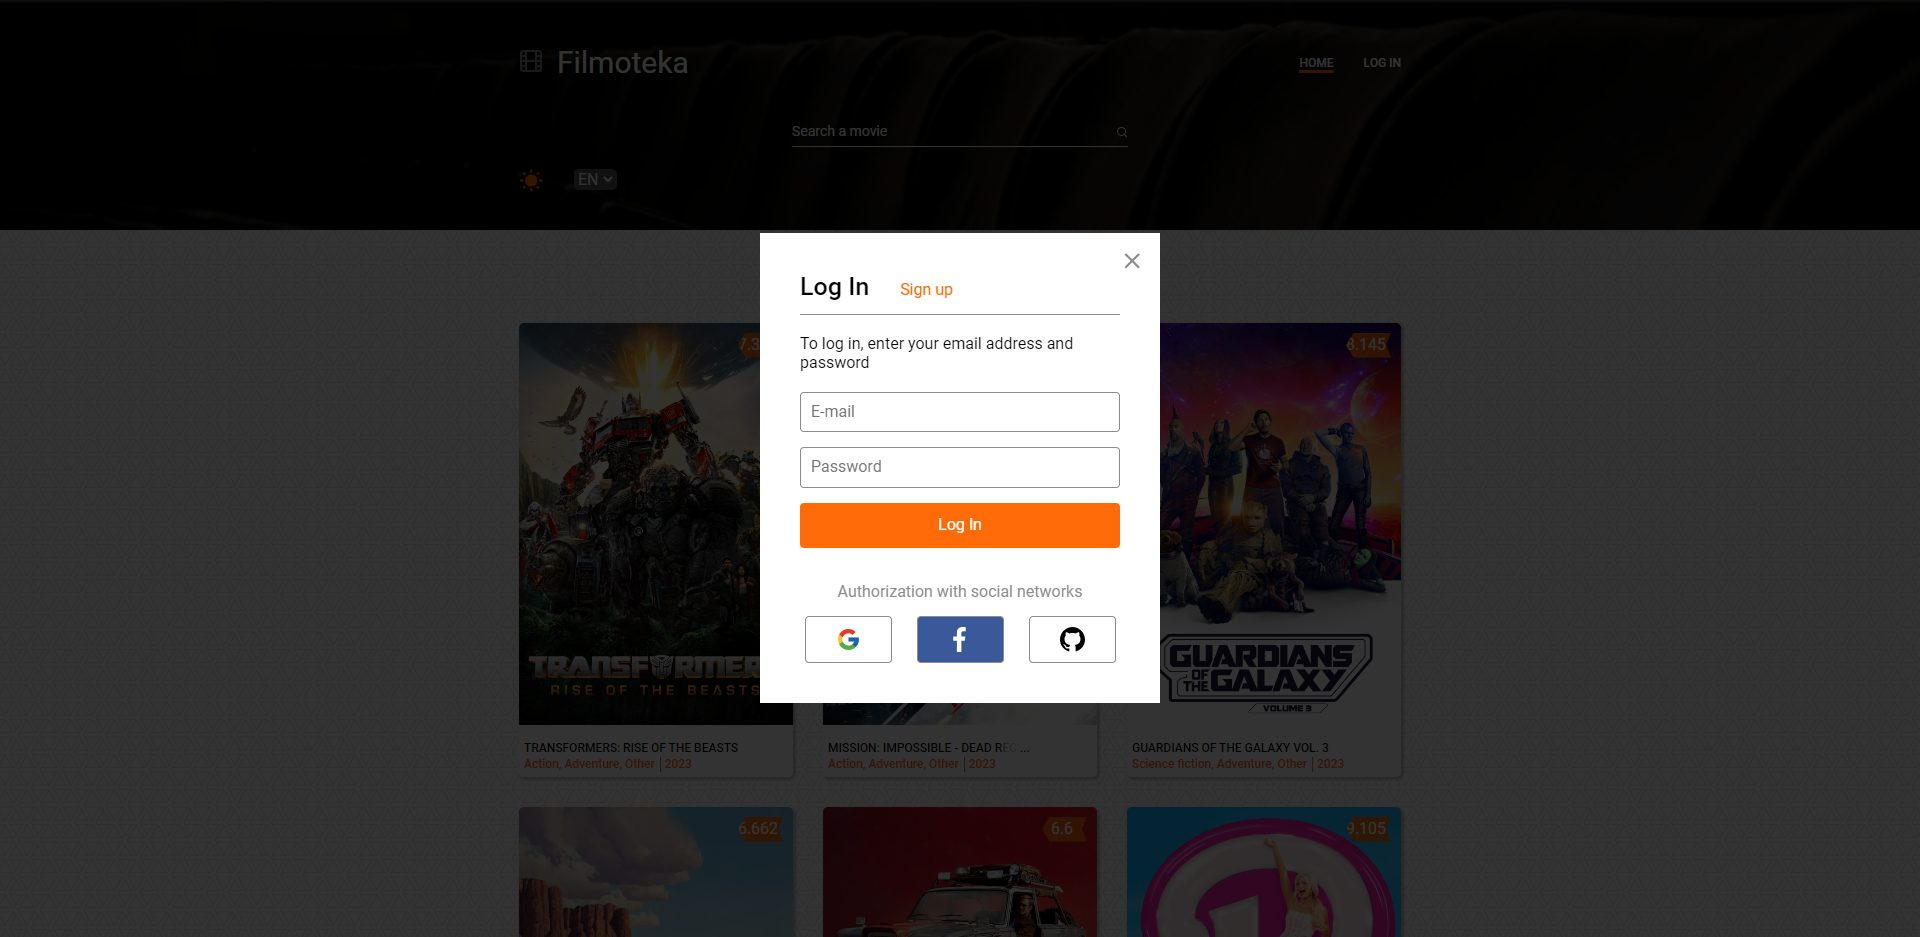 Filmoteka
HOME LOG IN
Search a movie
EN
Log In Sign up
To log in, enter your email address and
password
E-mail
Password
Log In
Authorization with social networks
7.3
8.145
TRANSFORMER
RISE OF THE BEASTS
GUARDIANS
OF THE
GALAXY
VOLUME 3
TRANSFORMERS: RISE OF THE BEASTS
Action, Adventure, Other | 2023
MISSION: IMPOSSIBLE - DEAD REC ...
Action, Adventure, Other | 2023
GUARDIANS OF THE GALAXY VOL. 3
Science fiction, Adventure, Other | 2023
6.662
6.6
9.105